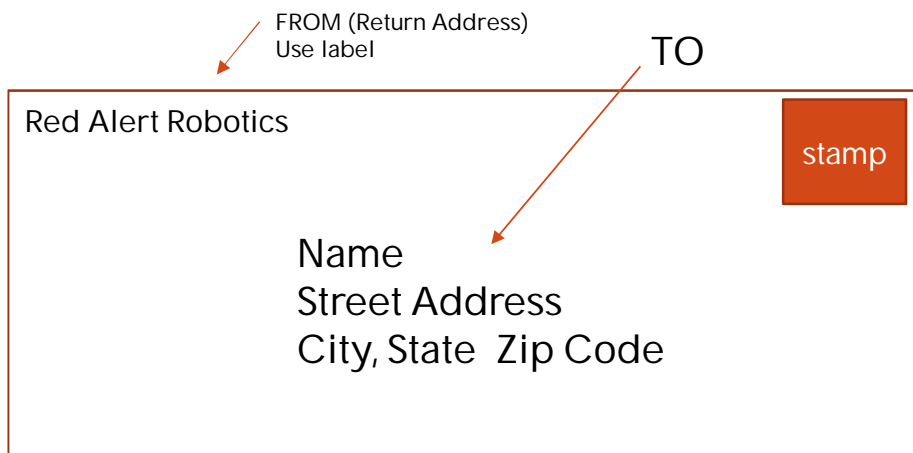 FROM (Return Address)
Use label
TO
Red Alert Robotics
stamp
Name
Street Address
City, State Zip Code